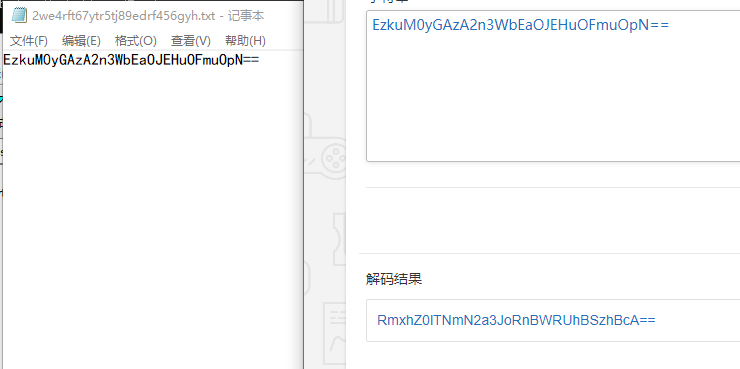 2we4rft67ytr5tj89edrf456gyh.txt - 记事本
文件(F) 编辑(E) 格式(O) 查看(V) 帮助(H)
EzkuM0yGAzA2n3WbEaOJEHuOFmuOpN==
EzkuM0yGAzA2n3WbEaOJEHuOFmuOpN==
解码结果
RmxhZ0lTNmN2a3JoRnBWRUhBSzhBcA==